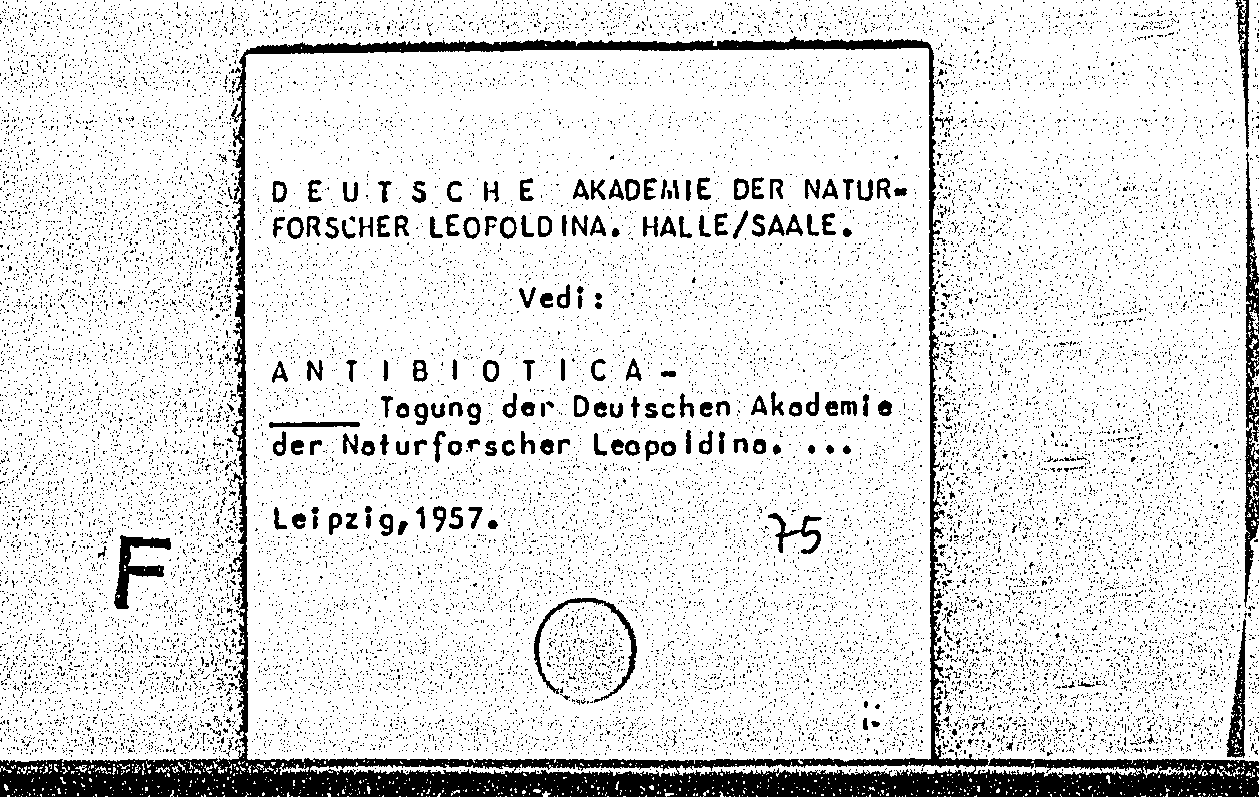 D E U T S C H E AKADEMIE DER NATUR-
FORSCHER LEOPOLDINA. HALLE/SAALE.
Vedi:
A N T I B I O T I C A -
_____ Tagung der Deutschen Akademie
der Naturforscher Leopoldina. ...
Leipzig,1957.
75
F